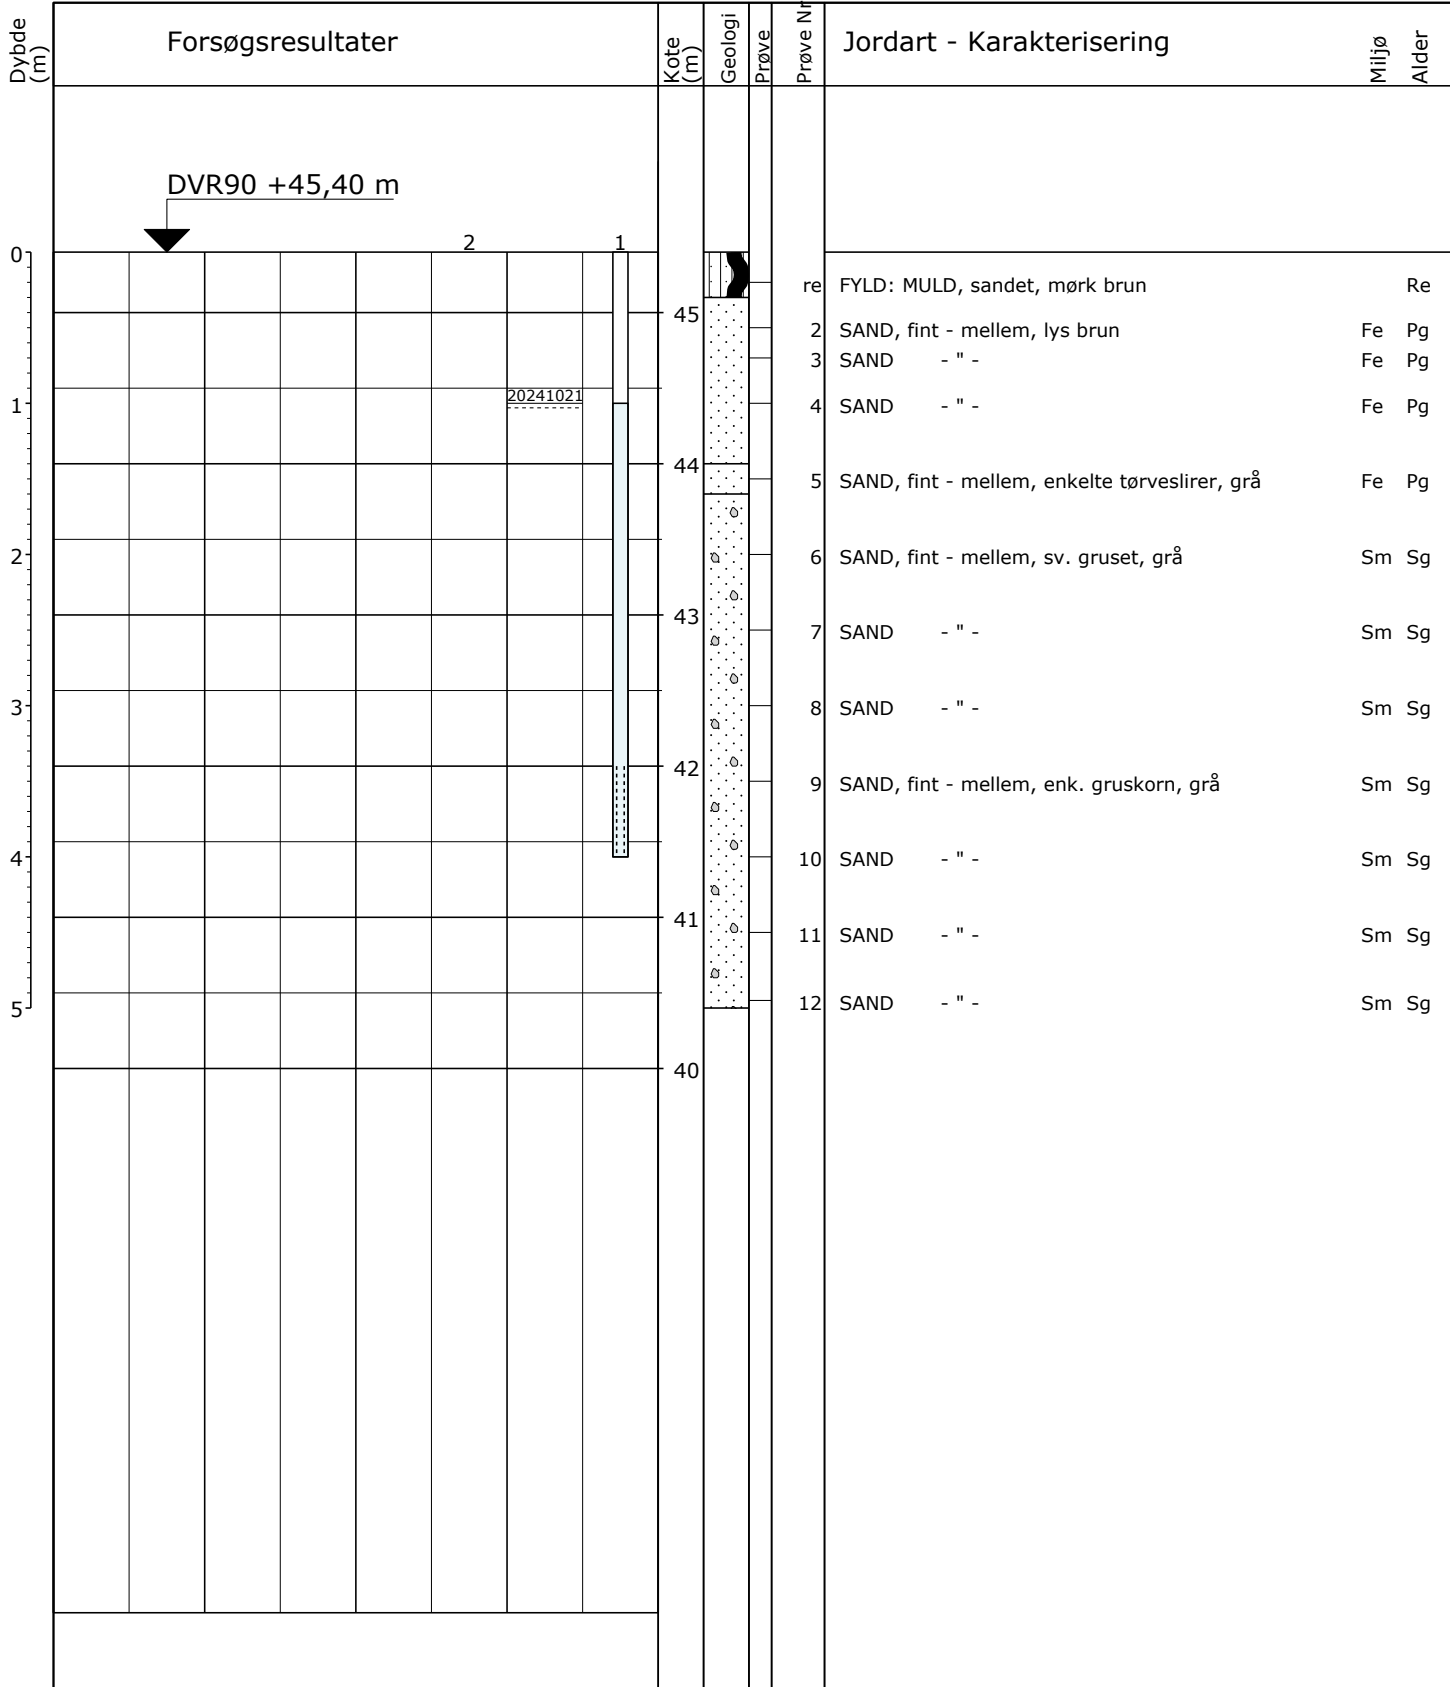 Dybde (m)
Forsøgsresultater
Kote (m)
Geologi
Prøve
Prøve Nr
Jordart - Karakterisering
Miljø
Alder
DVR90 +45,40 m
2
1
0
re FYLD: MULD, sandet, mørk brun Re
45
2 SAND, fint - mellem, lys brun Fe Pg
3 SAND - " - Fe Pg
20241021
1
4 SAND - " - Fe Pg
44
5 SAND, fint - mellem, enkelte tørveslirer, grå Fe Pg
2
6 SAND, fint - mellem, sv. gruset, grå Sm Sg
43
7 SAND - " - Sm Sg
3
8 SAND - " - Sm Sg
42
9 SAND, fint - mellem, enk. gruskorn, grå Sm Sg
4
10 SAND - " - Sm Sg
41
11 SAND - " - Sm Sg
5
12 SAND - " - Sm Sg
40